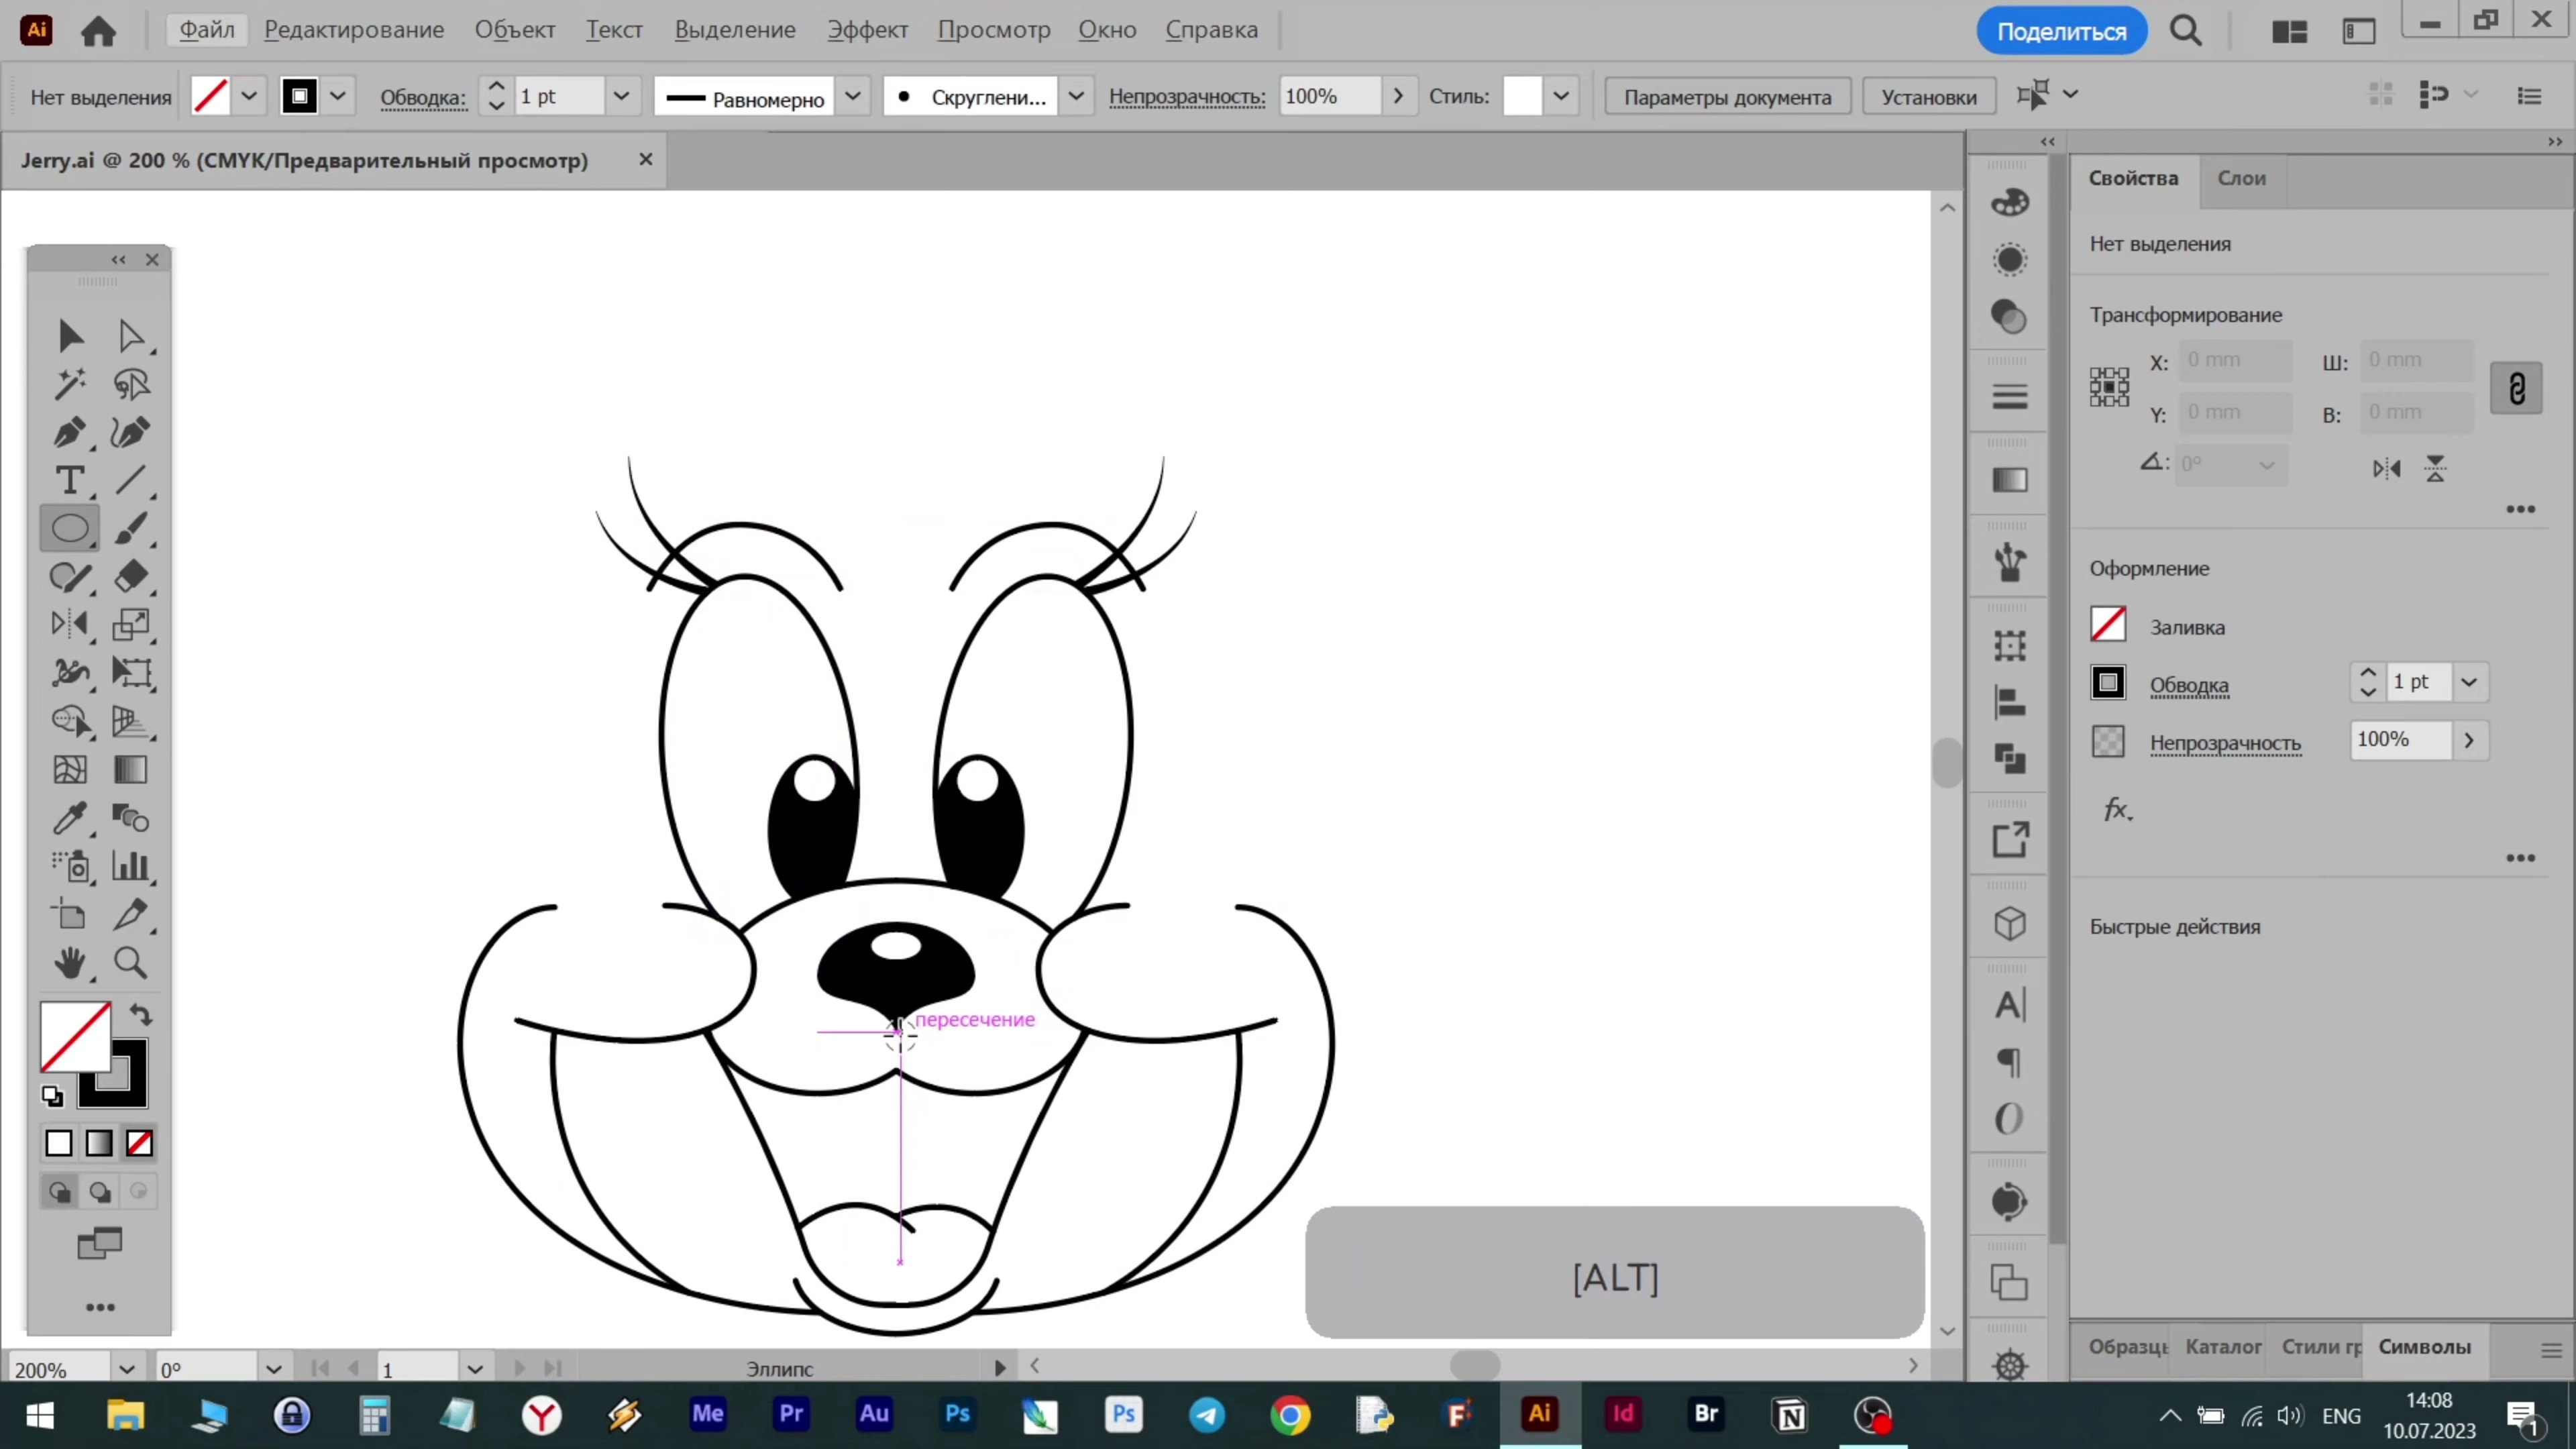 Ai Файл Редактирование Объект Текст Выделение Эффект Просмотр Окно Справка Поделиться
Нет выделения Обводка: 1 pt Равномерно Скруглени... Непрозрачность: 100% Стиль: Параметры документа Установки
Jerry.ai @ 200 % (CMYK/Предварительный просмотр)
Свойства Слои
Нет выделения
Трансформирование
X: 0 mm Ш: 0 mm
Y: 0 mm В: 0 mm
0°
Оформление
Заливка
Обводка 1 pt
Непрозрачность 100%
fx
Быстрые действия
пересечение
[ALT]
Образцы Каталог Стили гр Символы
200% 0° 1 Эллипс
Me Pr Au Ps Ps Ai Id Br ENG
14:08
10.07.2023
1